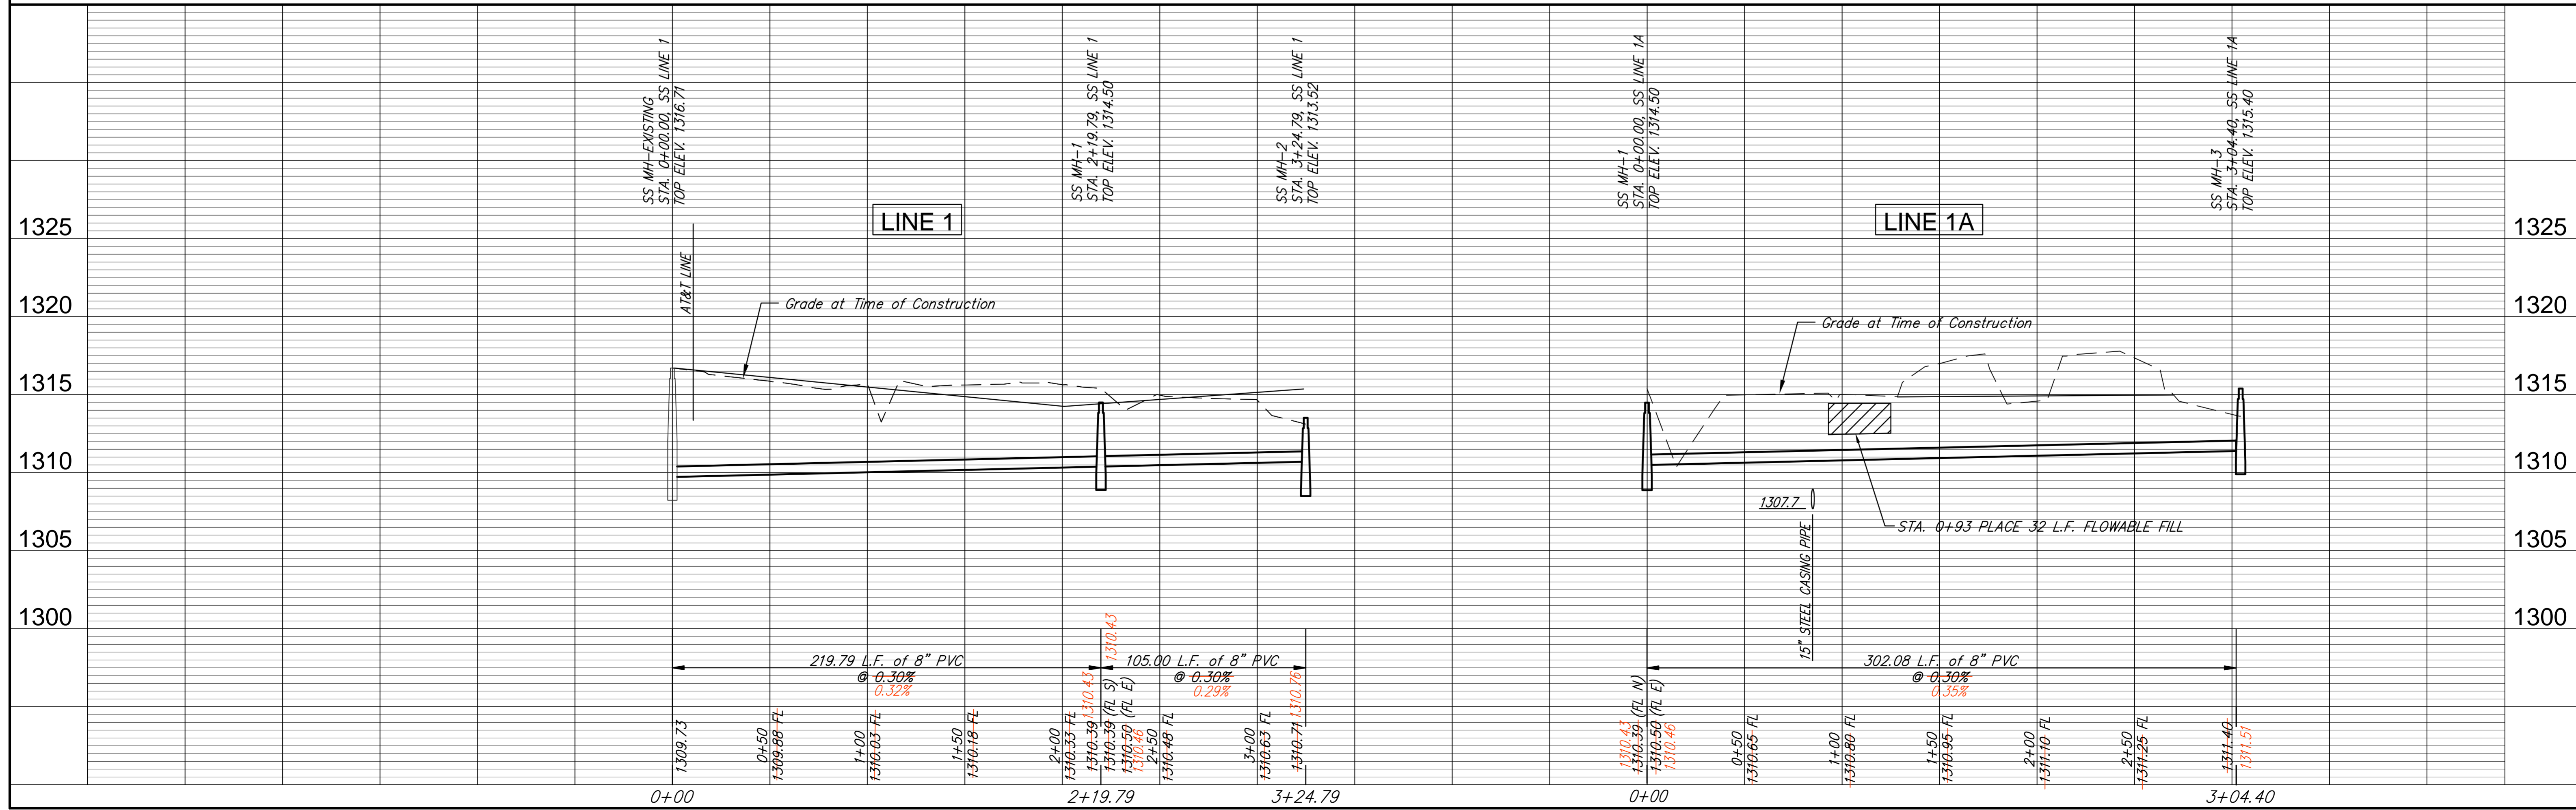 SS MH-EXISTING
STA. 0+00.00, SS LINE 1
TOP ELEV. 1316.71
SS MH-1
STA. 2+19.79, SS LINE 1
TOP ELEV. 1314.50
SS MH-2
STA. 3+24.79, SS LINE 1
TOP ELEV. 1313.52
SS MH-1
STA. 0+00.00, SS LINE 1A
TOP ELEV. 1314.50
SS MH-3
STA. 3+04.40, SS LINE 1A
TOP ELEV. 1315.40
LINE 1
LINE 1A
1325
1325
AT&T LINE
1320
1320
Grade at Time of Construction
Grade at Time of Construction
1315
1315
1310
1310
1307.7
STA. 0+93 PLACE 32 L.F. FLOWABLE FILL
15" STEEL CASING PIPE
1305
1305
1300
1300
219.79 L.F. of 8" PVC
@ 0.30%
0.32%
105.00 L.F. of 8" PVC
@ 0.30%
0.29%
302.08 L.F. of 8" PVC
@ 0.30%
0.35%
1309.73
0+50
1309.88 FL
1+00
1310.03 FL
1+50
1310.18 FL
2+00
1310.33 FL
1310.39 1310.43
1310.39 (FL S) 1310.43
1310.50 (FL E)
1310.46
2+50
1310.48 FL
3+00
1310.63 FL
1310.71 1310.76
1310.43
1310.39 (FL N)
1310.50 (FL E)
1310.46
0+50
1310.65 FL
1+00
1310.80 FL
1+50
1310.95 FL
2+00
1311.10 FL
2+50
1311.25 FL
1311.40
1311.51
0+00
2+19.79
3+24.79
0+00
3+04.40